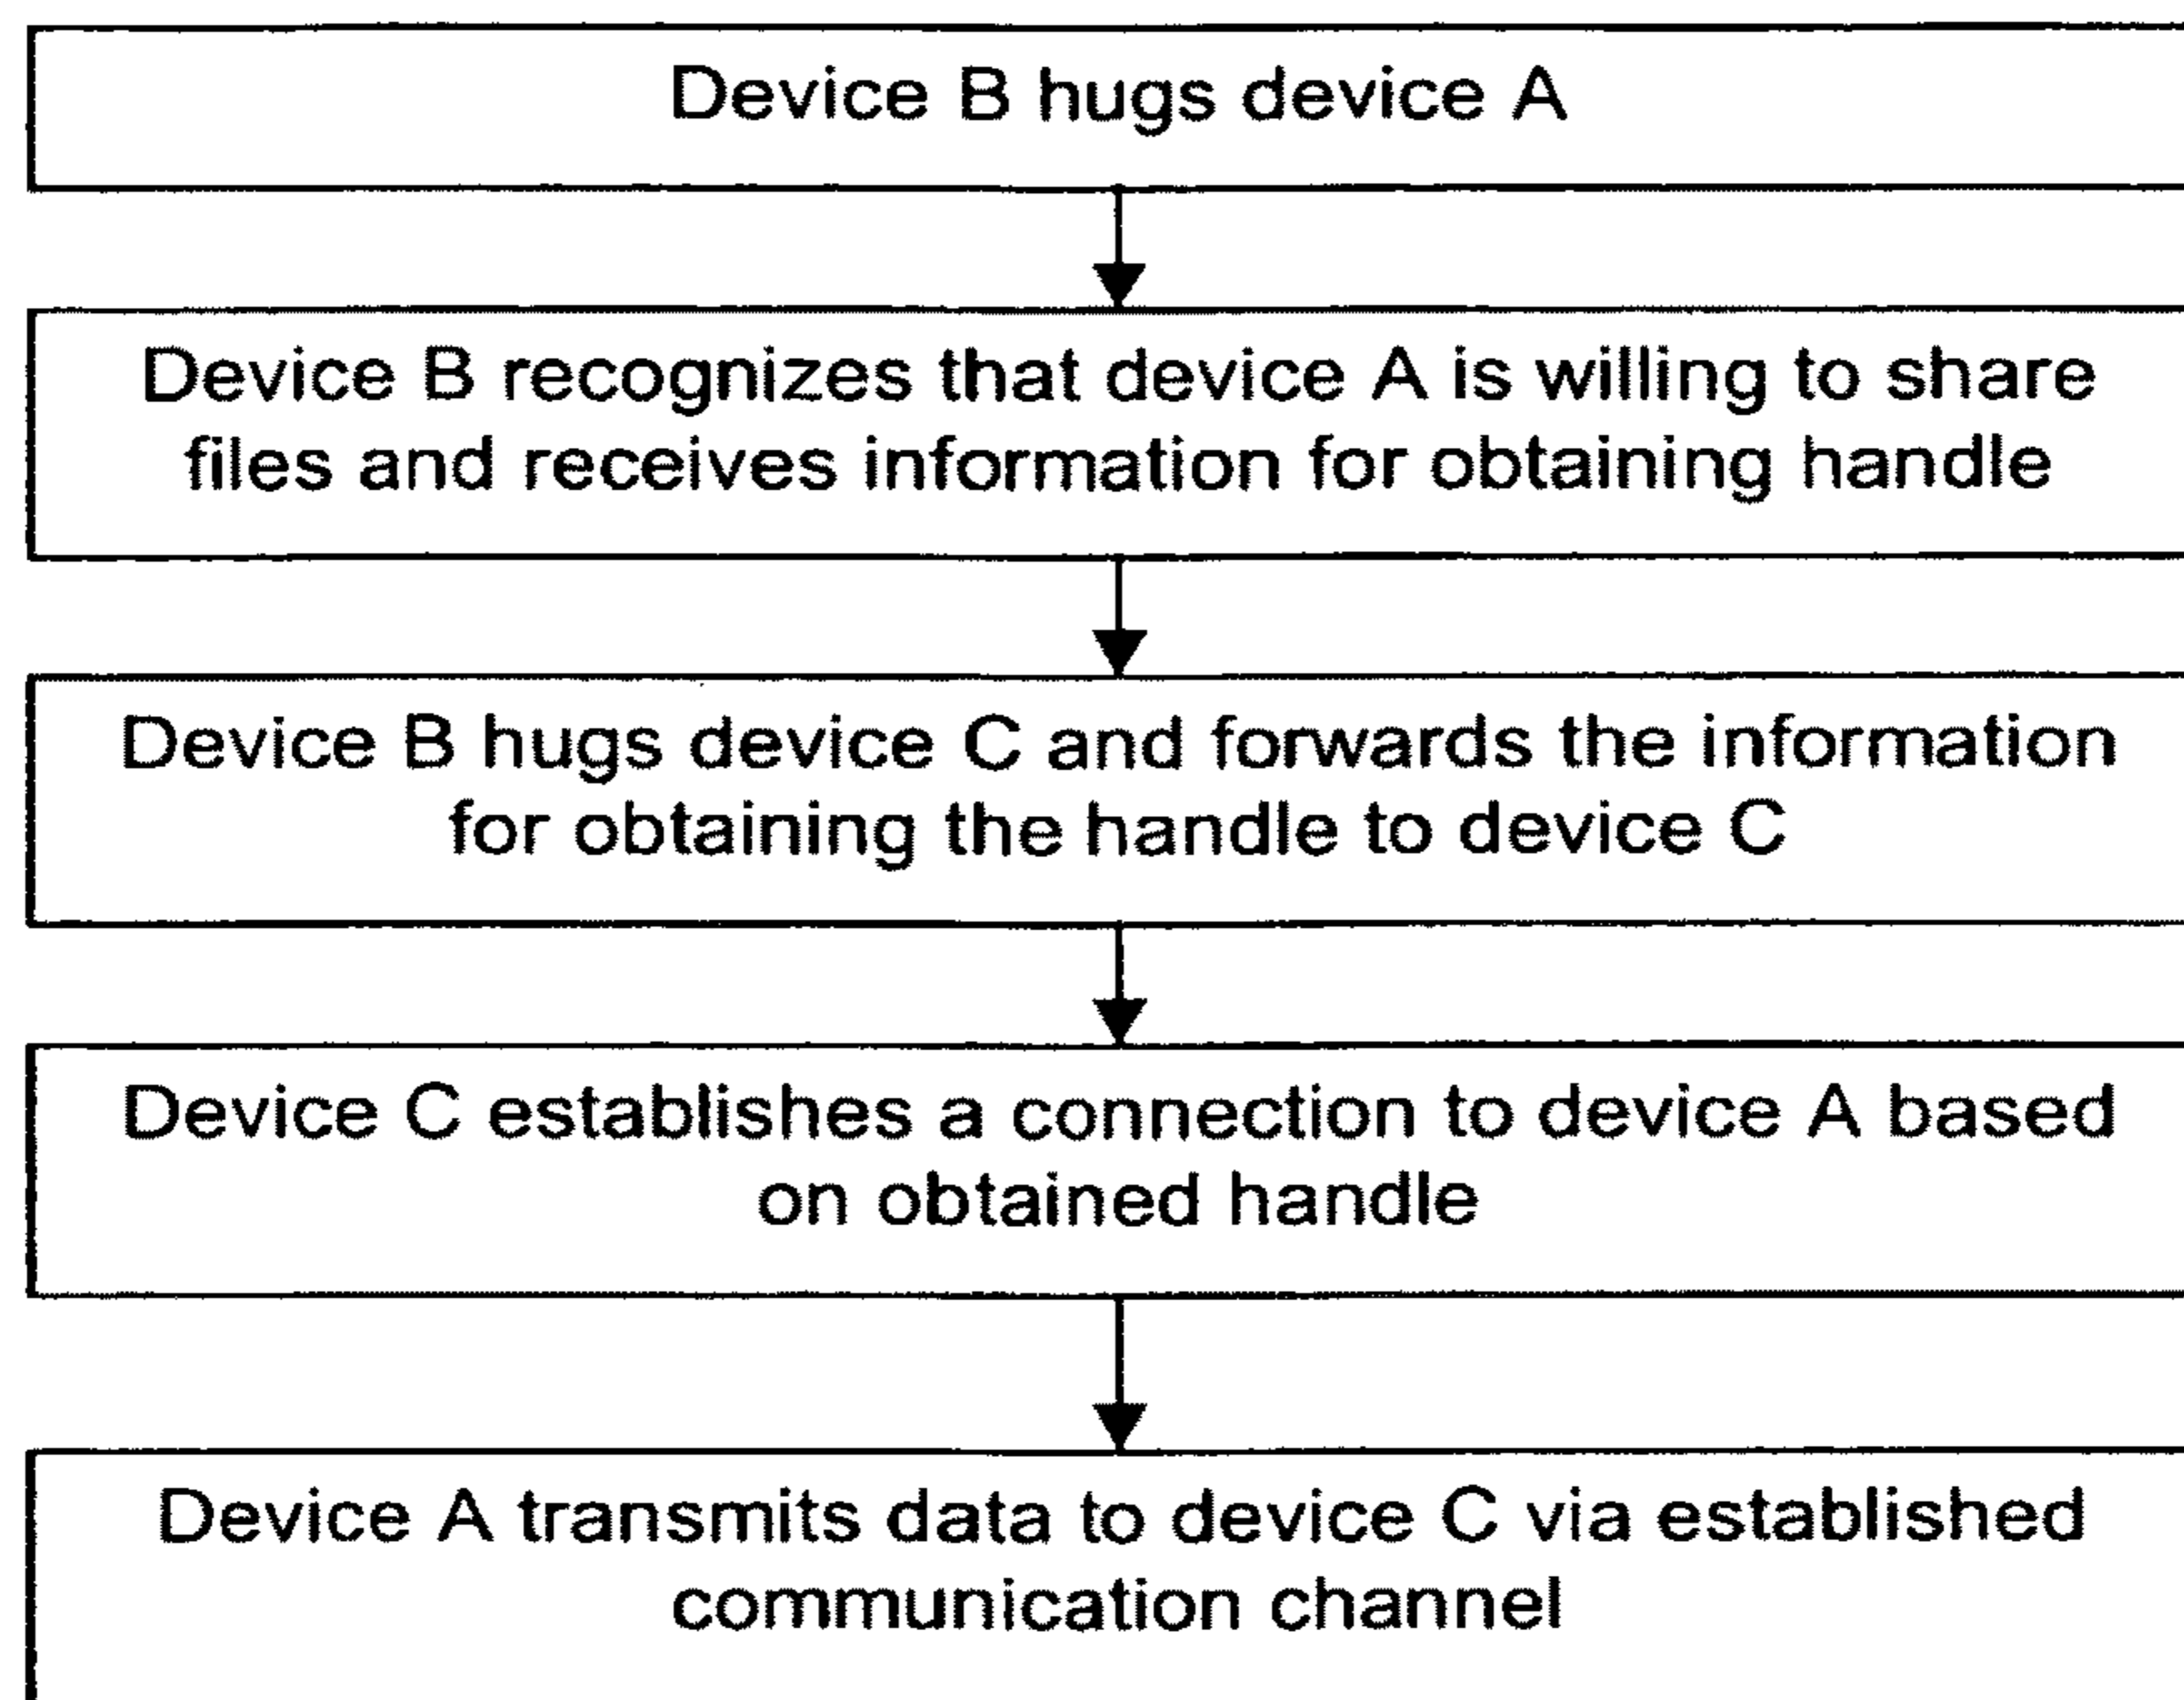 Device B hugs device A
Device B recognizes that device A is willing to share
files and receives information for obtaining handle
Device B hugs device C and forwards the information
for obtaining the handle to device C
Device C establishes a connection to device A based
on obtained handle
Device A transmits data to device C via established
communication channel